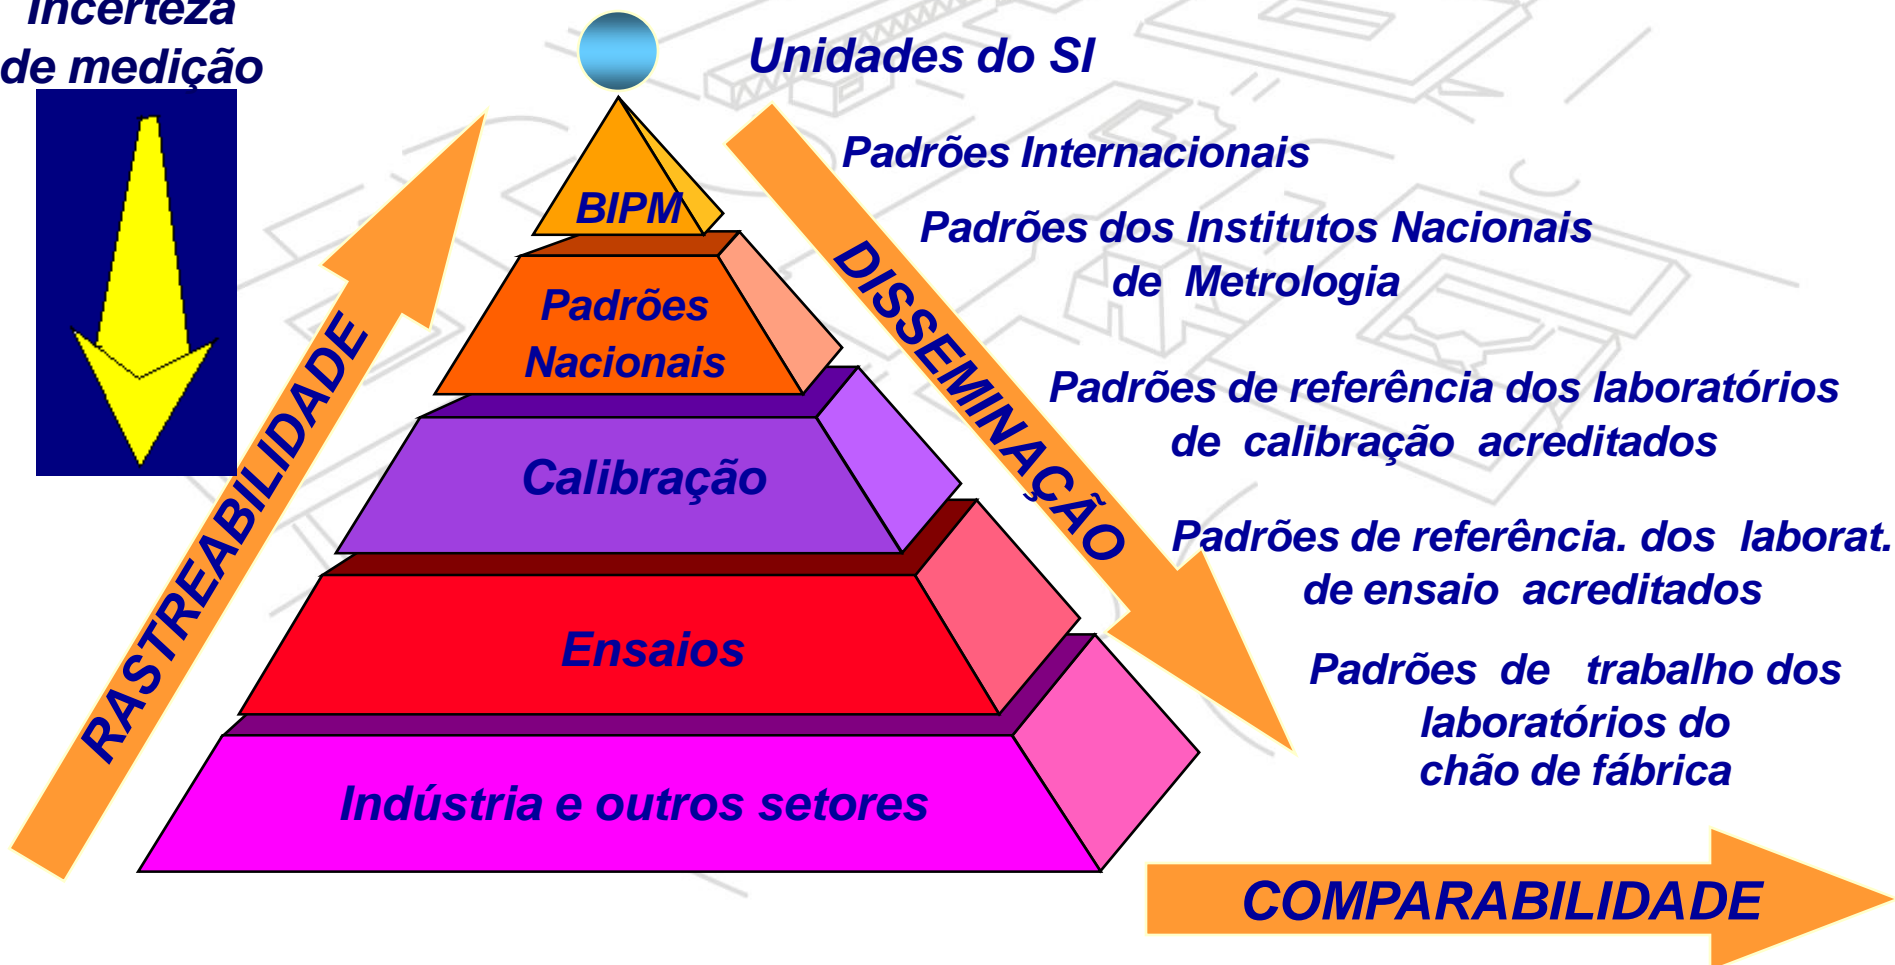 incerteza
de medição
Unidades do SI
BIPM
Padrões Internacionais
Padrões dos Institutos Nacionais
de Metrologia
Padrões
Nacionais
RASTREABILIDADE
DISSEMINAÇÃO
Padrões de referência dos laboratórios
de calibração acreditados
Calibração
Padrões de referência. dos laborat.
de ensaio acreditados
Ensaios
Padrões de trabalho dos
laboratórios do
chão de fábrica
Indústria e outros setores
COMPARABILIDADE